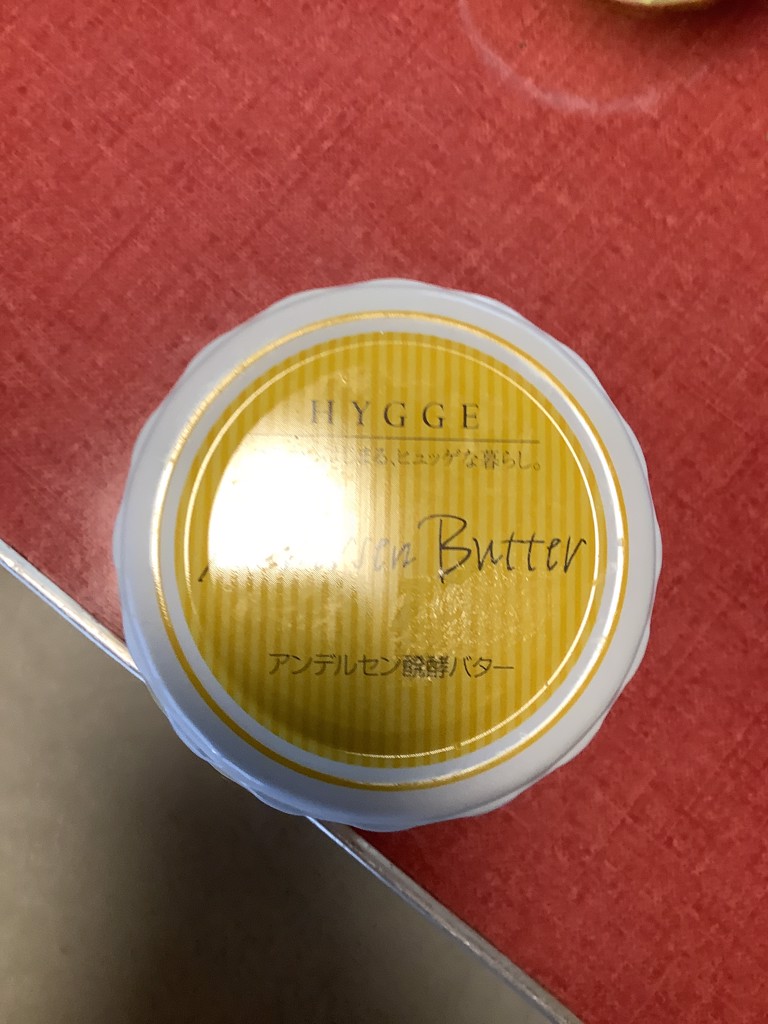 HYGGE
まる、ヒュッゲな暮らし。
Butter
アンデルセン醗酵バター